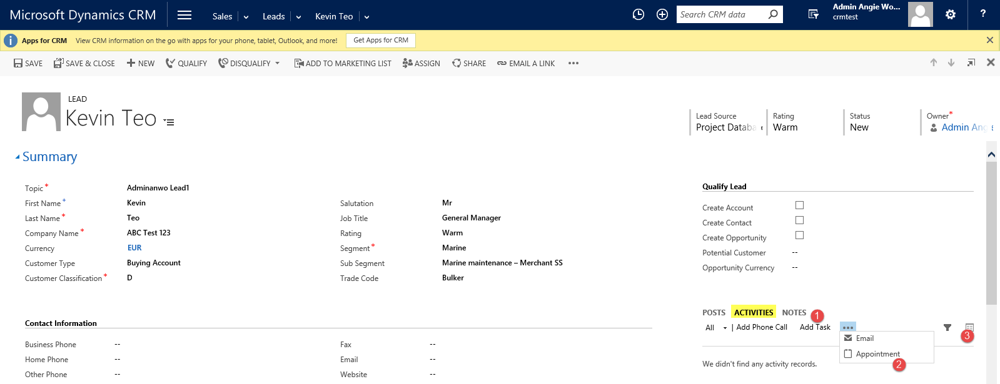 Microsoft Dynamics CRM Sales Leads Kevin Teo Search CRM data Admin Angie Wo... crmtest ?
Apps for CRM View CRM information on the go with apps for your phone, tablet, Outlook, and more! Get Apps for CRM
SAVE SAVE & CLOSE NEW QUALIFY DISQUALIFY ADD TO MARKETING LIST ASSIGN SHARE EMAIL A LINK
LEAD
Kevin Teo
Lead Source Rating Status Owner*
Project Databa e Warm New Admin Ang e
Summary
Topic* Adminanwo Lead1
First Name+ Kevin Salutation Mr
Last Name* Teo Job Title General Manager
Company Name* ABC Test 123 Rating Warm
Currency EUR Segment* Marine
Customer Type Buying Account Sub Segment Marine maintenance – Merchant SS
Customer Classification* D Trade Code Bulker
Qualify Lead
Create Account
Create Contact
Create Opportunity
Potential Customer --
Opportunity Currency --
Contact Information
Business Phone -- Fax --
Home Phone -- Email --
Other Phone -- Website --
POSTS ACTIVITIES NOTES 1
All | Add Phone Call Add Task ...
3
Email
Appointment
2
We didn't find any activity records.